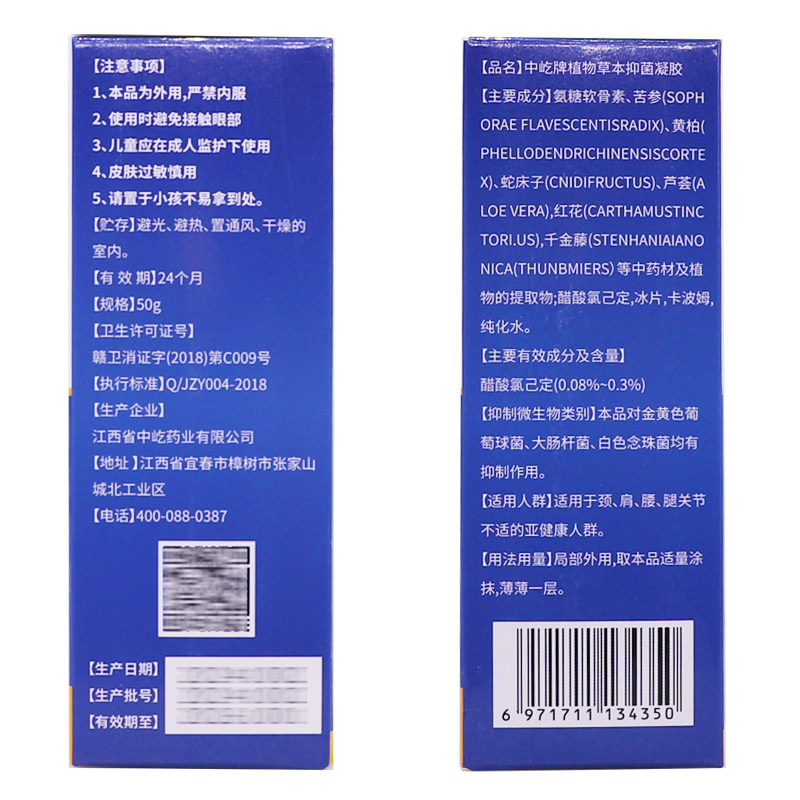 【注意事项】
1、本品为外用,严禁内服
2、使用时避免接触眼部
3、儿童应在成人监护下使用
4、皮肤过敏慎用
5、请置于小孩不易拿到处。
【贮存】避光、避热、置通风、干燥的
室内。
【有 效 期】24个月
【规格】50g
【卫生许可证号】
赣卫消证字(2018)第C009号
【执行标准】Q/JZY004-2018
【生产企业】
江西省中屹药业有限公司
【地址】江西省宜春市樟树市张家山
城北工业区
【电话】400-088-0387
【生产日期】
【生产批号】
【有效期至】
【品名】中屹牌植物草本抑菌凝胶
【主要成分】氨糖软骨素、苦参(SOPH
ORAE FLAVESCENTISRADIX)、黄柏(
PHELLODENDRICHINENSISCORTE
X)、蛇床子(CNIDIFRUCTUS)、芦荟(A
LOE VERA),红花(CARTHAMUSTINC
TORI.US),千金藤(STENHANIAIANO
NICA(THUNBMIERS）等中药材及植
物的提取物;醋酸氯己定,冰片,卡波姆,
纯化水。
【主要有效成分及含量】
醋酸氯己定(0.08%~0.3%)
【抑制微生物类别】本品对金黄色葡
萄球菌、大肠杆菌、白色念珠菌均有
抑制作用。
【适用人群】适用于颈、肩、腰、腿关节
不适的亚健康人群。
【用法用量】局部外用,取本品适量涂
抹,薄薄一层。
6 971711 134350